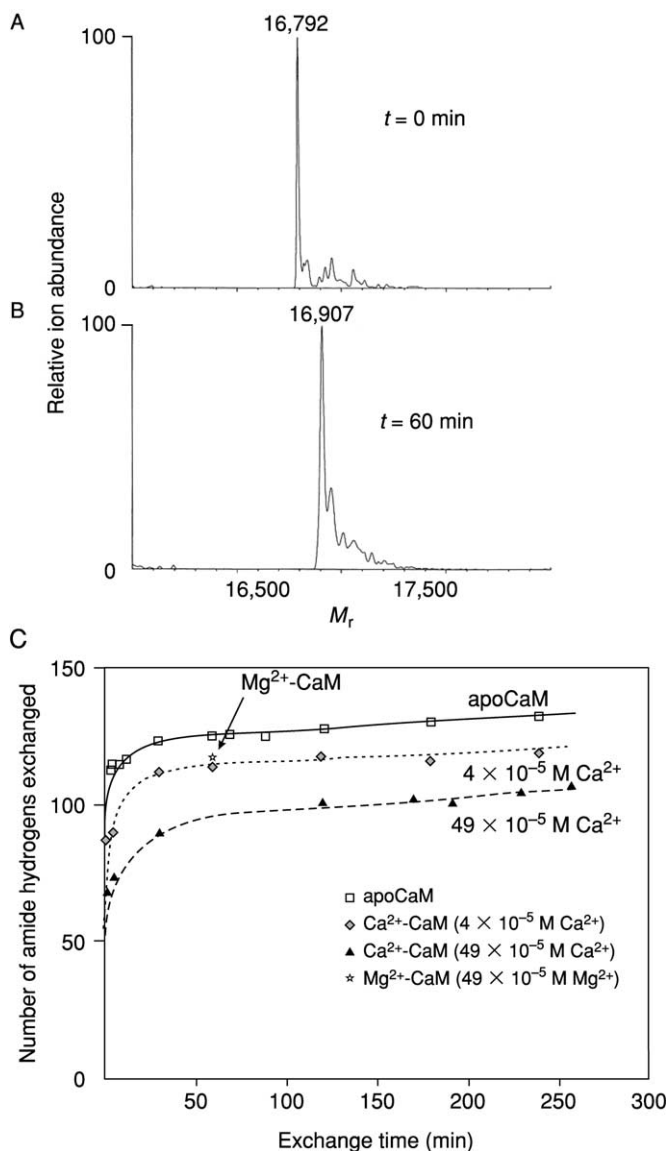 A
16,792
100
t = 0 min
0
B
16,907
100
t = 60 min
0
Relative ion abundance
16,500
17,500
Mr
C
150
Mg2+-CaM
apoCaM
4 × 10−5 M Ca2+
100
49 × 10−5 M Ca2+
apoCaM
Ca2+-CaM (4 × 10−5 M Ca2+)
50
Ca2+-CaM (49 × 10−5 M Ca2+)
Mg2+-CaM (49 × 10−5 M Mg2+)
0
Number of amide hydrogens exchanged
50
100
150
200
250
300
Exchange time (min)